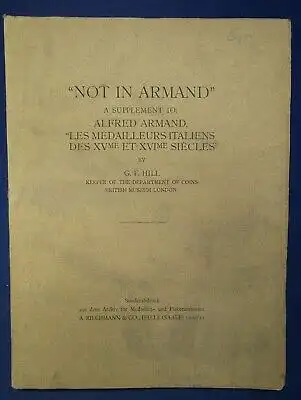 "NOT IN ARMAND"
A SUPPLEMENT TO
ALFRED ARMAND,
"LES MÉDAILLEURS ITALIENS
DES XVME ET XVIME SIÈCLES"
BY
G. F. HILL
KEEPER OF THE DEPARTMENT OF COINS
BRITISH MUSEUM LONDON
Sonderabdruck
aus dem Archiv für Medaillen- und Plakettenkunde
A. RIECHMANN & CO., HALLE (SAALE)